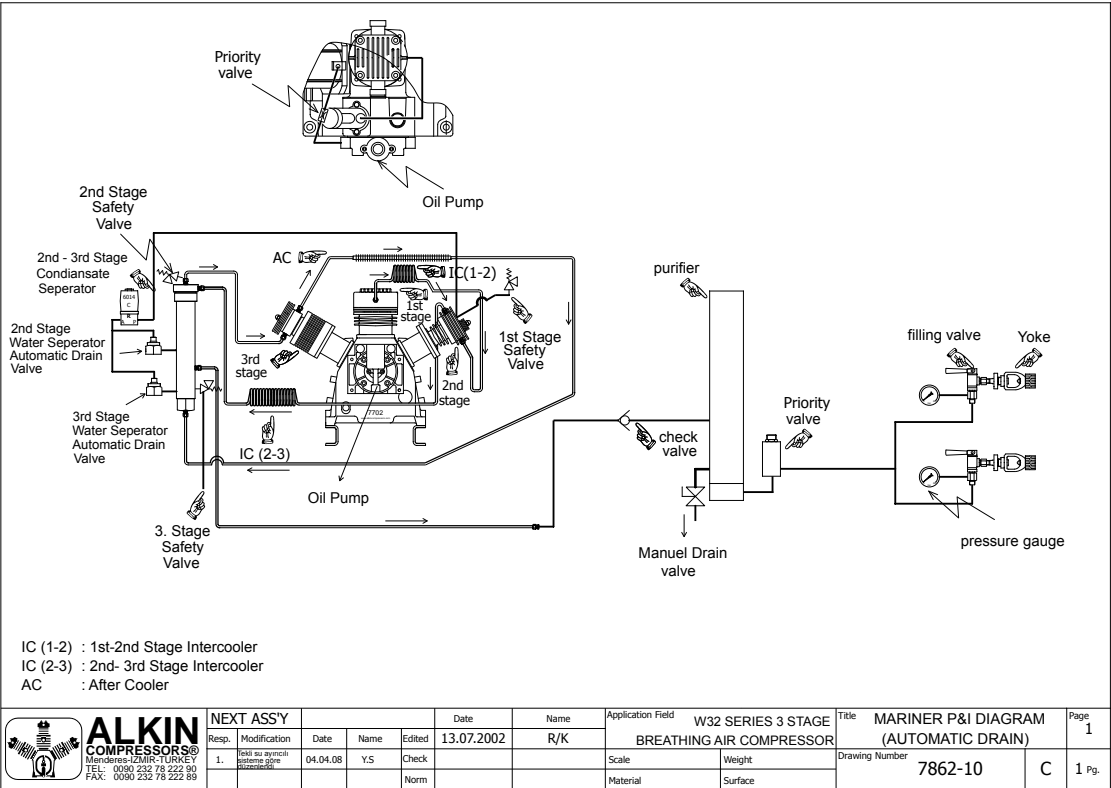 Priority
valve
Oil Pump
2nd Stage
Safety
Valve
2nd - 3rd Stage
Condiansate
Seperator
6014
C
2nd Stage
Water Seperator
Automatic Drain
Valve
3rd Stage
Water Seperator
Automatic Drain
Valve
AC
IC(1-2)
1st
stage
3rd
stage
2nd
stage
1st Stage
Safety
Valve
7702
IC (2-3)
Oil Pump
3. Stage
Safety
Valve
purifier
check
valve
Priority
valve
Manuel Drain
valve
filling valve
Yoke
pressure gauge
IC (1-2) : 1st-2nd Stage Intercooler
IC (2-3) : 2nd- 3rd Stage Intercooler
AC : After Cooler
ALKIN
COMPRESSORS®
Menderes-İZMİR-TURKEY
TEL: 0090 232 78 222 90
FAX: 0090 232 78 222 89
NEXT ASS'Y
Date
Name
Resp.
Modification
Date
Name
Edited
13.07.2002
R/K
1.
Tekli su ayırıcılı
sisteme göre
düzenlendi
04.04.08
Y.S
Check
Norm
Application Field
W32 SERIES 3 STAGE
BREATHING AIR COMPRESSOR
Scale
Weight
Material
Surface
Title
MARINER P&I DIAGRAM
(AUTOMATIC DRAIN)
Page
1
Drawing Number
7862-10
C
1 Pg.